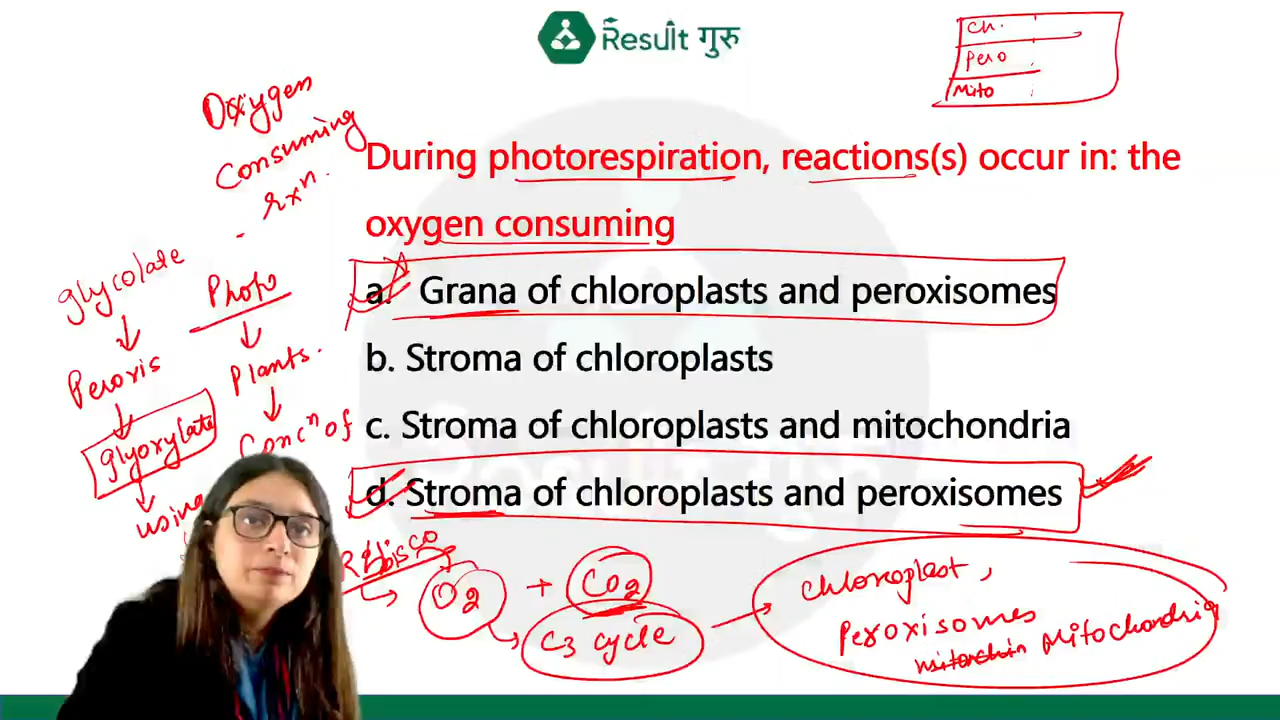 Result गुरु
Ch.
Pero
Mito
Oxygen
Consuming
rxn.
During photorespiration, reactions(s) occur in: the
oxygen consuming
a. Grana of chloroplasts and peroxisomes
b. Stroma of chloroplasts
c. Stroma of chloroplasts and mitochondria
d. Stroma of chloroplasts and peroxisomes
glycolate
Peroxis
glyoxylate
using
Photo
Plants.
Concn of
Rubisco
O2 + CO2
C3 cycle
chloroplast,
Peroxisomes
Mitochondria